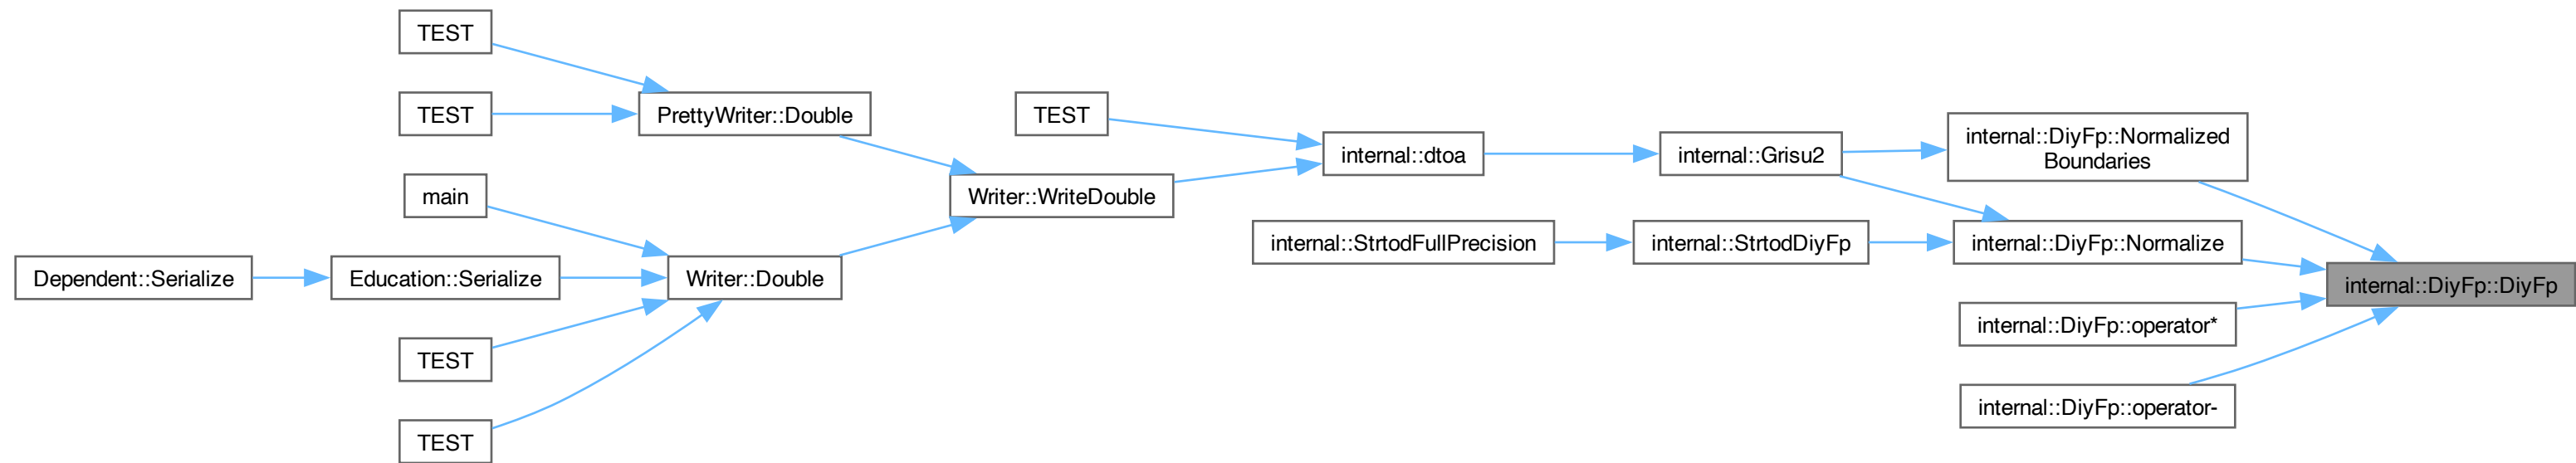 TEST
TEST
PrettyWriter::Double
TEST
main
Writer::WriteDouble
internal::dtoa
internal::Grisu2
internal::DiyFp::Normalized
Boundaries
internal::StrtodFullPrecision
internal::StrtodDiyFp
internal::DiyFp::Normalize
Dependent::Serialize
Education::Serialize
Writer::Double
internal::DiyFp::DiyFp
internal::DiyFp::operator*
TEST
internal::DiyFp::operator-
TEST